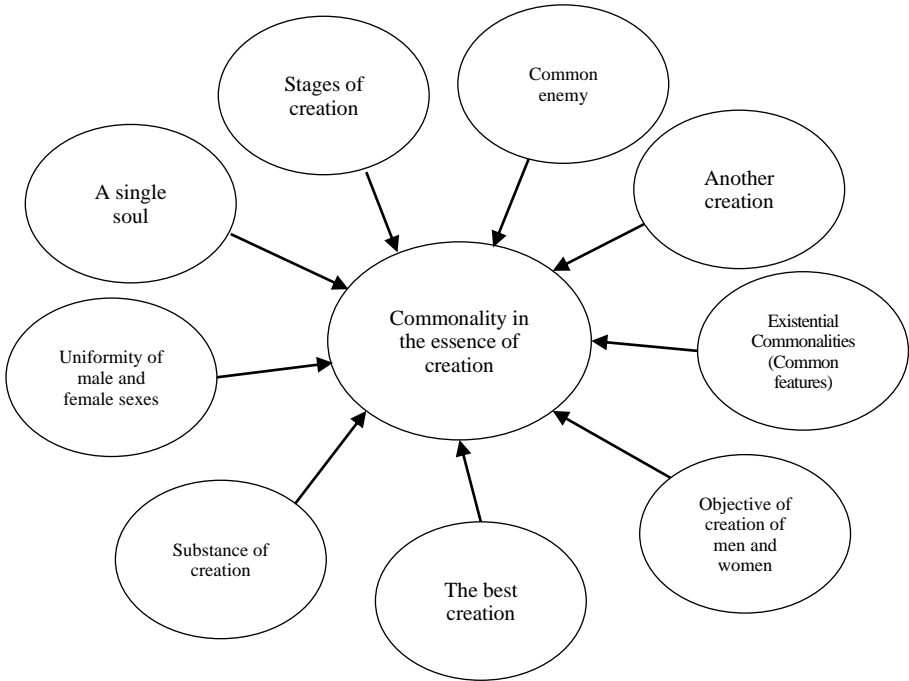 Stages of
creation
Common
enemy
Another
creation
A single
soul
Commonality in
the essence of
creation
Existential
Commonalities
(Common
features)
Uniformity of
male and
female sexes
Objective of
creation of
men and
women
Substance of
creation
The best
creation